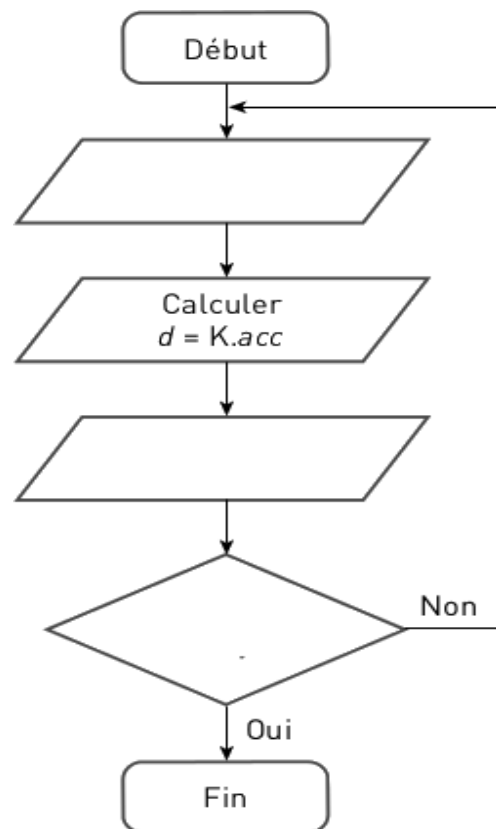 Début
Calculer
d = K.acc
Non
Oui
Fin